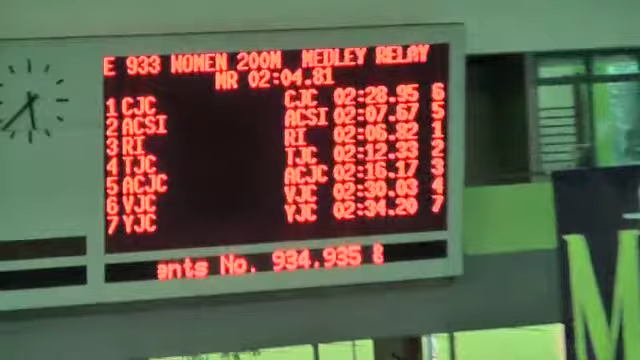 E 933 WOMEN 200M MEDLEY RELAY
MR 02:04.81
1 CJC CJC 02:28.95 6
2 ACSI ACSI 02:07.67 5
3 RI RI 02:06.82 1
4 TJC TJC 02:12.33 2
5 ACJC ACJC 02:16.17 3
6 VJC VJC 02:30.03 4
7 YJC YJC 02:34.20 7
ents No. 934.935
M